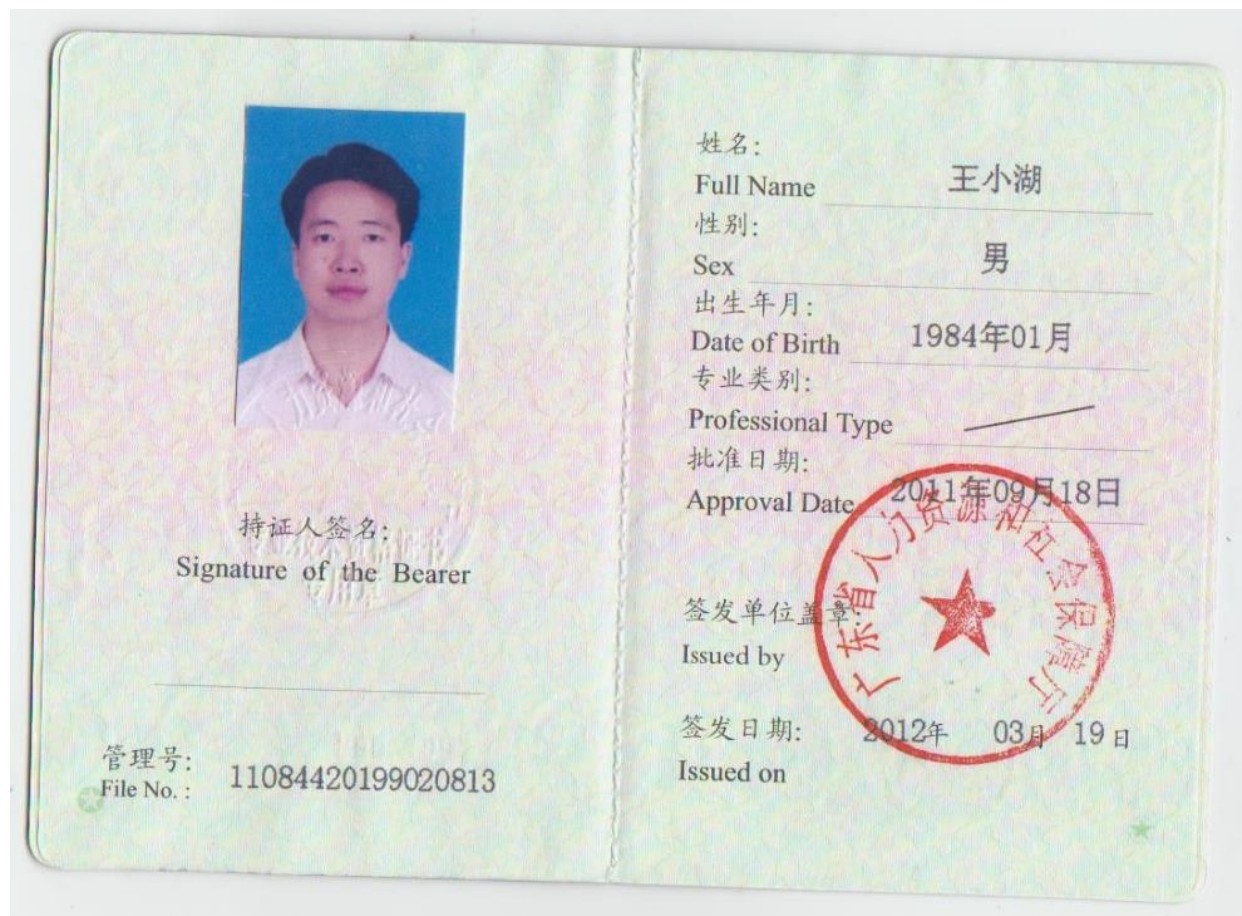 持证人签名:
Signature of the Bearer
管理号:
File No. : 11084420199020813
姓名:
Full Name 王小湖
性别:
Sex 男
出生年月:
Date of Birth 1984年01月
专业类别:
Professional Type
批准日期:
Approval Date 2011年09月18日
广东省人力资源和社会保障厅
签发单位盖章:
Issued by
签发日期: 2012年 03月 19日
Issued on